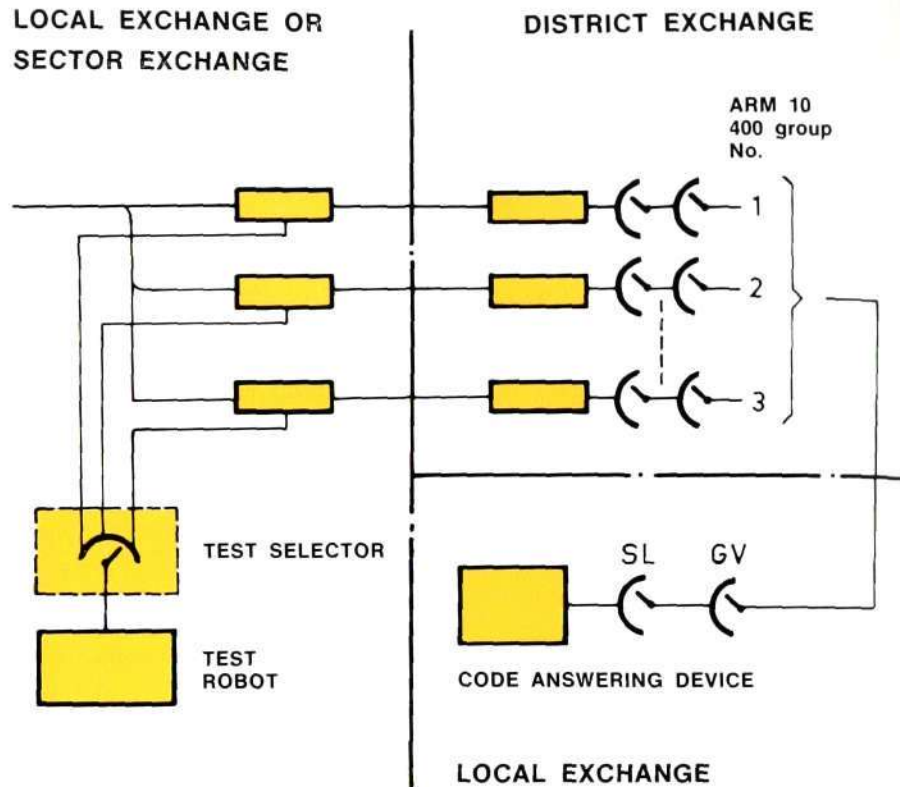 LOCAL EXCHANGE OR
SECTOR EXCHANGE
DISTRICT EXCHANGE
ARM 10
400 group
No.
1
2
3
TEST SELECTOR
SL GV
TEST
ROBOT
CODE ANSWERING DEVICE
LOCAL EXCHANGE